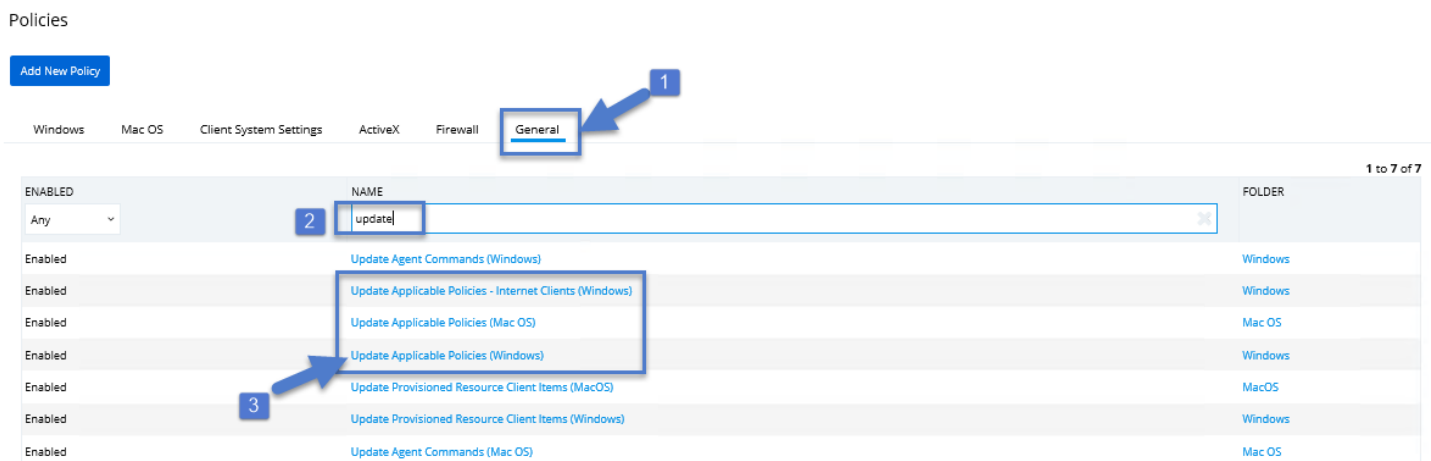 Policies
Add New Policy
1
Windows Mac OS Client System Settings ActiveX Firewall General
1 to 7 of 7
ENABLED NAME FOLDER
Any 2 update
Enabled Update Agent Commands (Windows) Windows
Enabled Update Applicable Policies - Internet Clients (Windows) Windows
Enabled Update Applicable Policies (Mac OS) Mac OS
Enabled Update Applicable Policies (Windows) Windows
Enabled Update Provisioned Resource Client Items (MacOS) MacOS
3
Enabled Update Provisioned Resource Client Items (Windows) Windows
Enabled Update Agent Commands (Mac OS) Mac OS